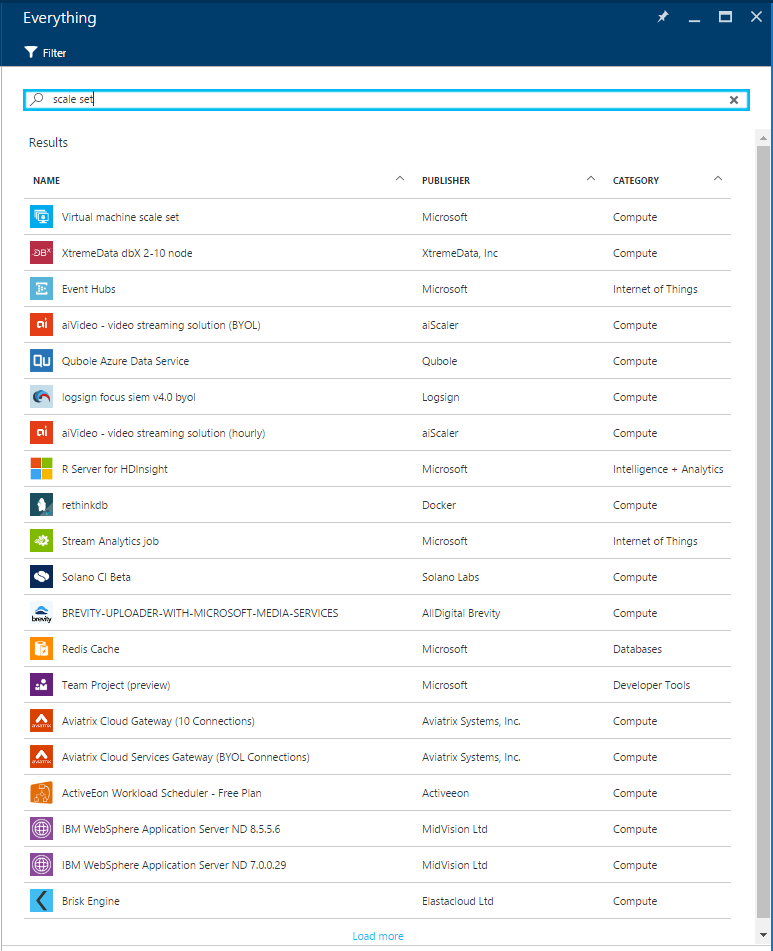 Everything
Filter
scale set
Results
NAME PUBLISHER CATEGORY
Virtual machine scale set Microsoft Compute
DBX XtremeData dbX 2-10 node XtremeData, Inc Compute
Event Hubs Microsoft Internet of Things
ai aiVideo - video streaming solution (BYOL) aiScaler Compute
Qu Qubole Azure Data Service Qubole Compute
logsign focus siem v4.0 byol Logsign Compute
ai aiVideo - video streaming solution (hourly) aiScaler Compute
R Server for HDInsight Microsoft Intelligence + Analytics
rethinkdb Docker Compute
Stream Analytics job Microsoft Internet of Things
Solano CI Beta Solano Labs Compute
brevity BREVITY-UPLOADER-WITH-MICROSOFT-MEDIA-SERVICES AllDigital Brevity Compute
Redis Cache Microsoft Databases
Team Project (preview) Microsoft Developer Tools
AVIATRIX Aviatrix Cloud Gateway (10 Connections) Aviatrix Systems, Inc. Compute
AVIATRIX Aviatrix Cloud Services Gateway (BYOL Connections) Aviatrix Systems, Inc. Compute
ActiveEon Workload Scheduler - Free Plan Activeeon Compute
IBM WebSphere Application Server ND 8.5.5.6 MidVision Ltd Compute
IBM WebSphere Application Server ND 7.0.0.29 MidVision Ltd Compute
Brisk Engine Elastacloud Ltd Compute
Load more